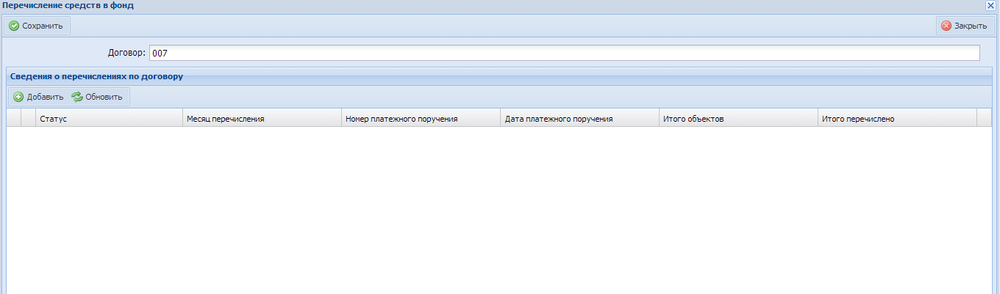 Перечисление средств в фонд
Сохранить Закрыть
Договор: 007
Сведения о перечислениях по договору
Добавить Обновить
Статус Месяц перечисления Номер платежного поручения Дата платежного поручения Итого объектов Итого перечислено